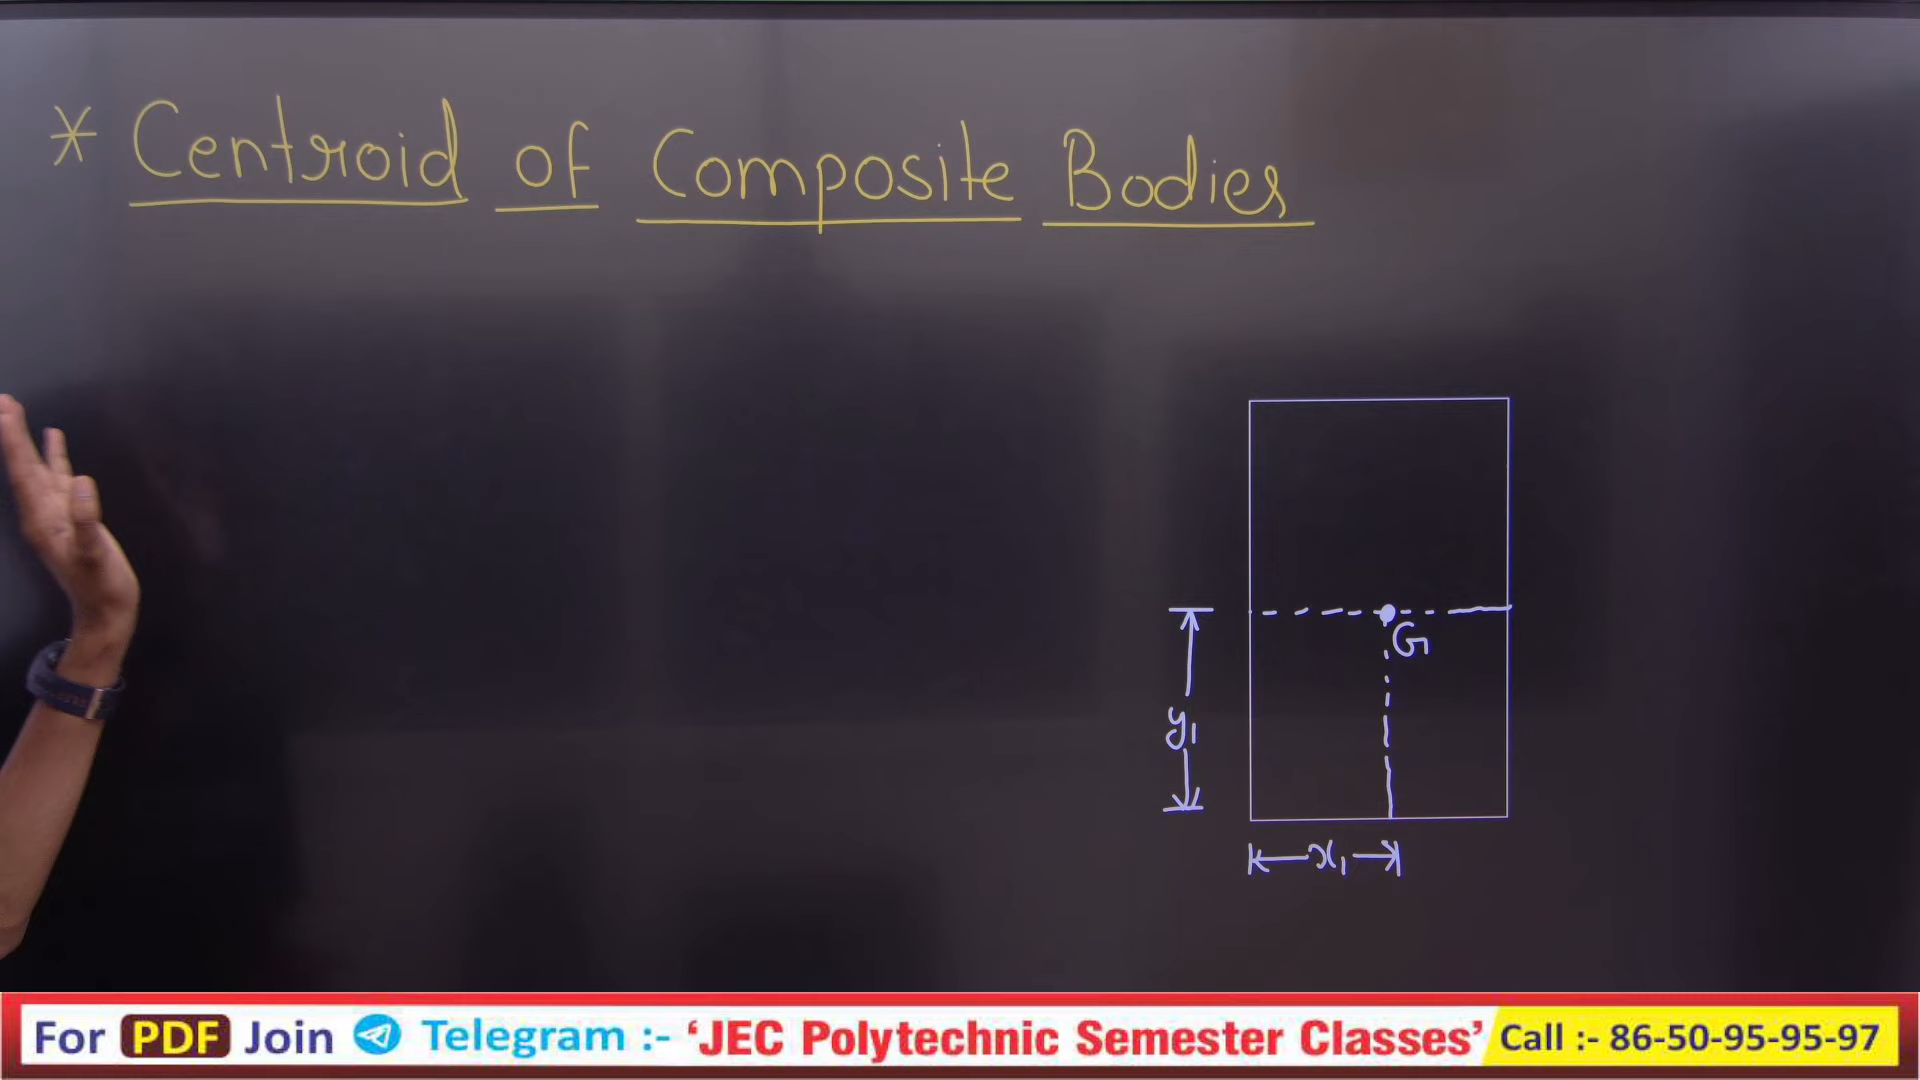 * Centroid of Composite Bodies
G
y₁
x₁
For PDF Join Telegram :- ‘JEC Polytechnic Semester Classes’ Call :- 86-50-95-95-97